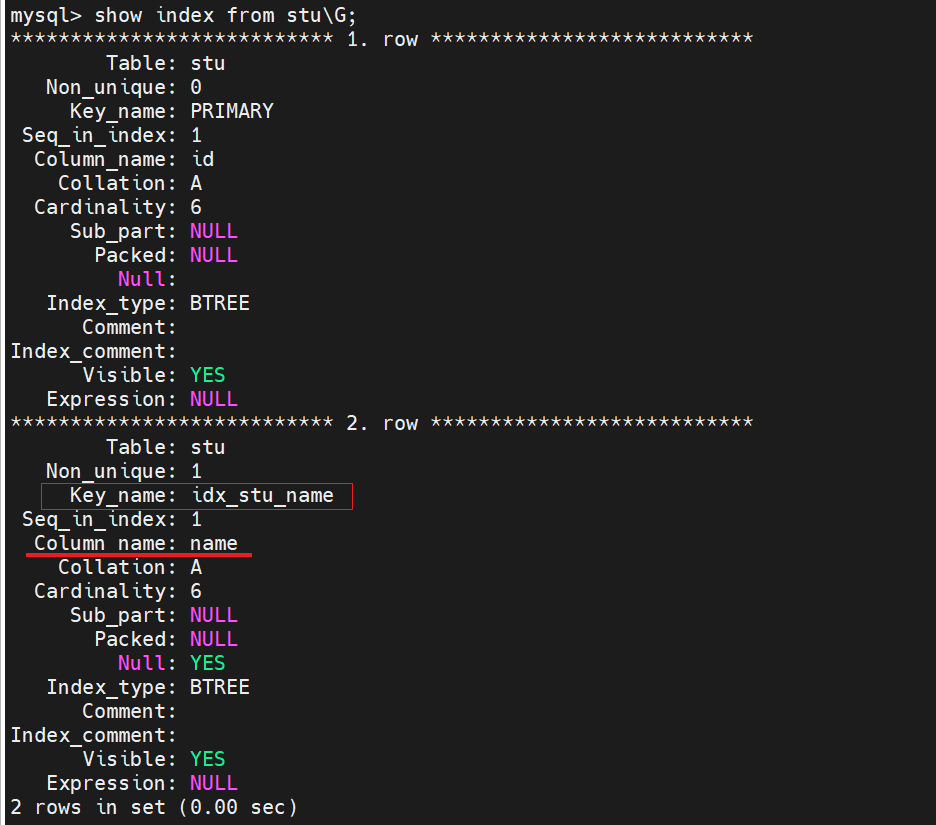 mysql> show index from stu\G;
*************************** 1. row ***************************
        Table: stu
   Non_unique: 0
     Key_name: PRIMARY
 Seq_in_index: 1
  Column_name: id
    Collation: A
  Cardinality: 6
     Sub_part: NULL
       Packed: NULL
         Null:
   Index_type: BTREE
      Comment:
Index_comment:
      Visible: YES
   Expression: NULL
*************************** 2. row ***************************
        Table: stu
   Non_unique: 1
     Key_name: idx_stu_name
 Seq_in_index: 1
  Column_name: name
    Collation: A
  Cardinality: 6
     Sub_part: NULL
       Packed: NULL
         Null: YES
   Index_type: BTREE
      Comment:
Index_comment:
      Visible: YES
   Expression: NULL
2 rows in set (0.00 sec)